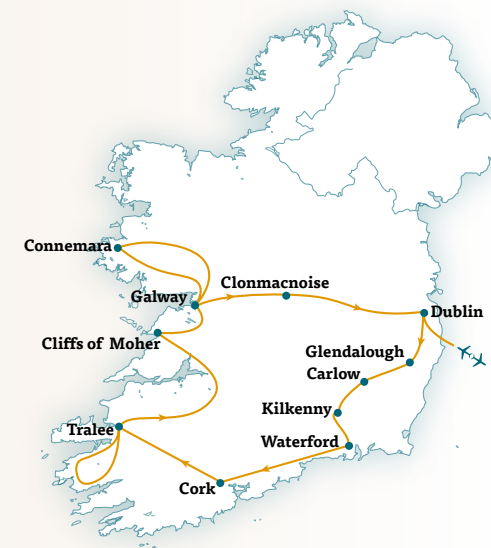 Connemara
Clonmacnoise
Galway
Dublin
Cliffs of Moher
Glendalough
Carlow
Kilkenny
Tralee
Waterford
Cork